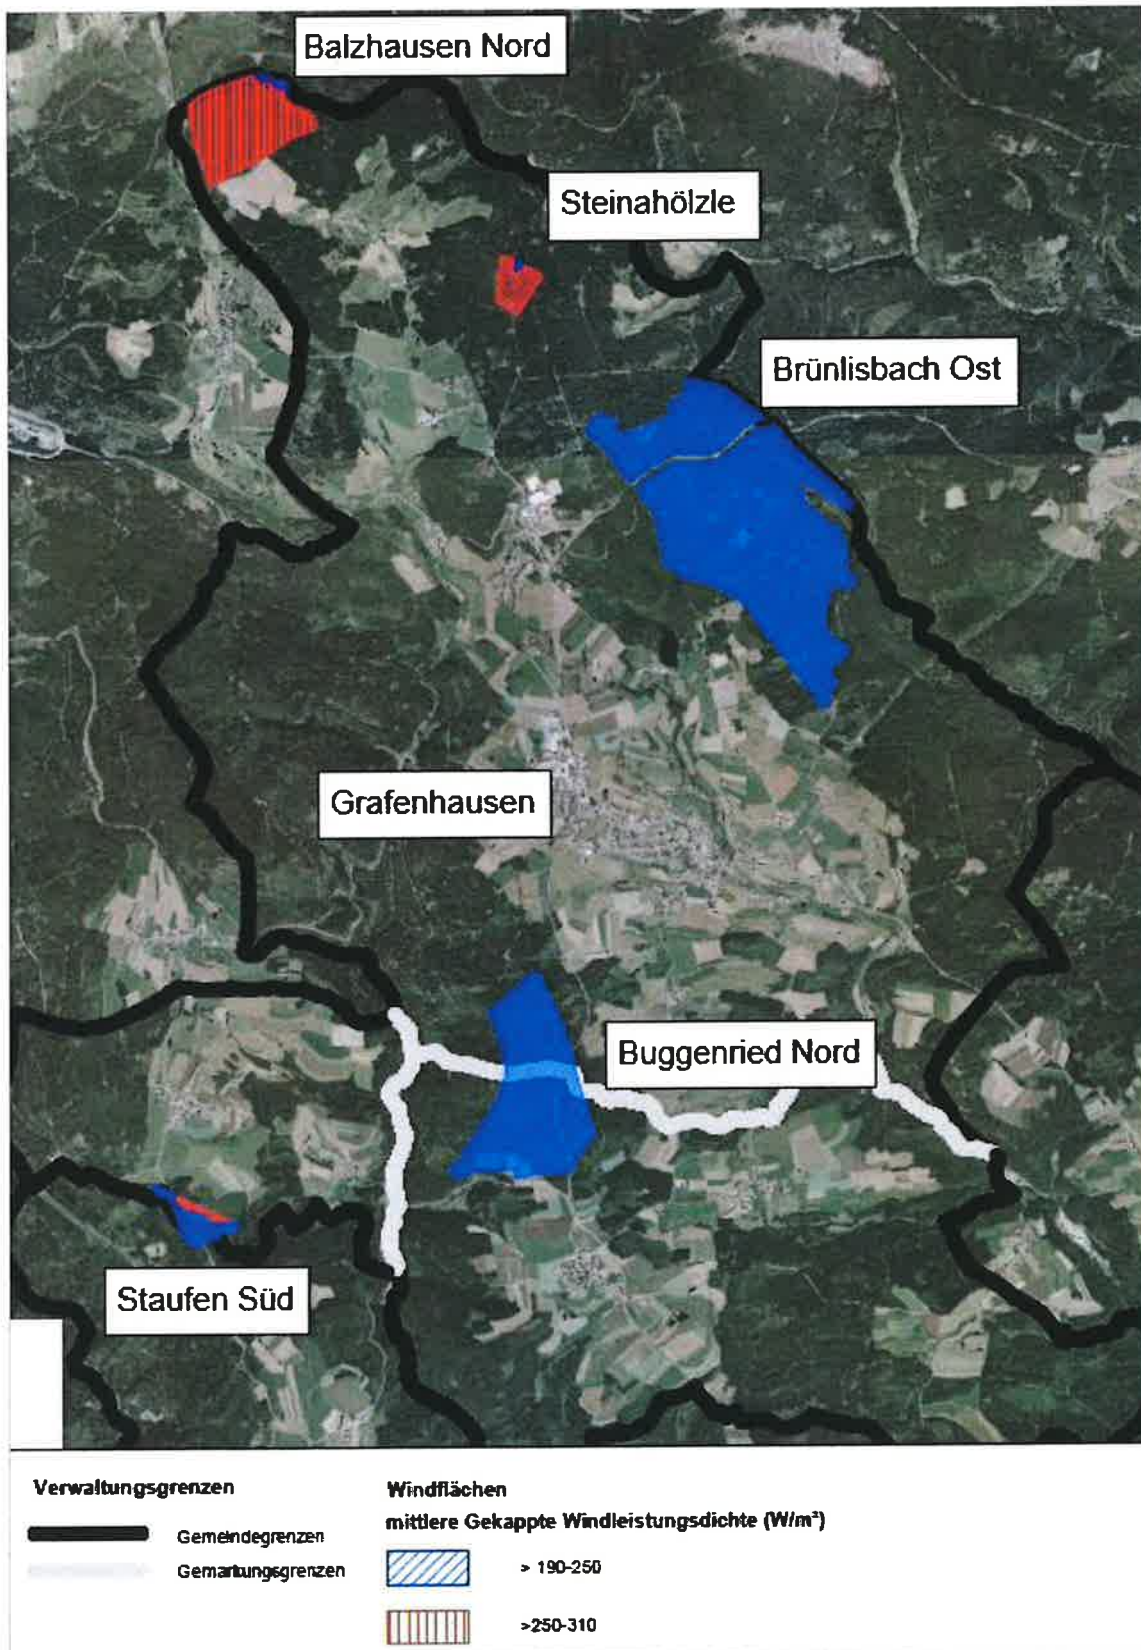 Balzhausen Nord
Steinahölzle
Brünlisbach Ost
Grafenhausen
Buggenried Nord
Staufen Süd
Verwaltungsgrenzen
Gemeindegrenzen
Gemarkungsgrenzen
Windflächen
mittlere Gekappte Windleistungsdichte (W/m²)
> 190-250
>250-310